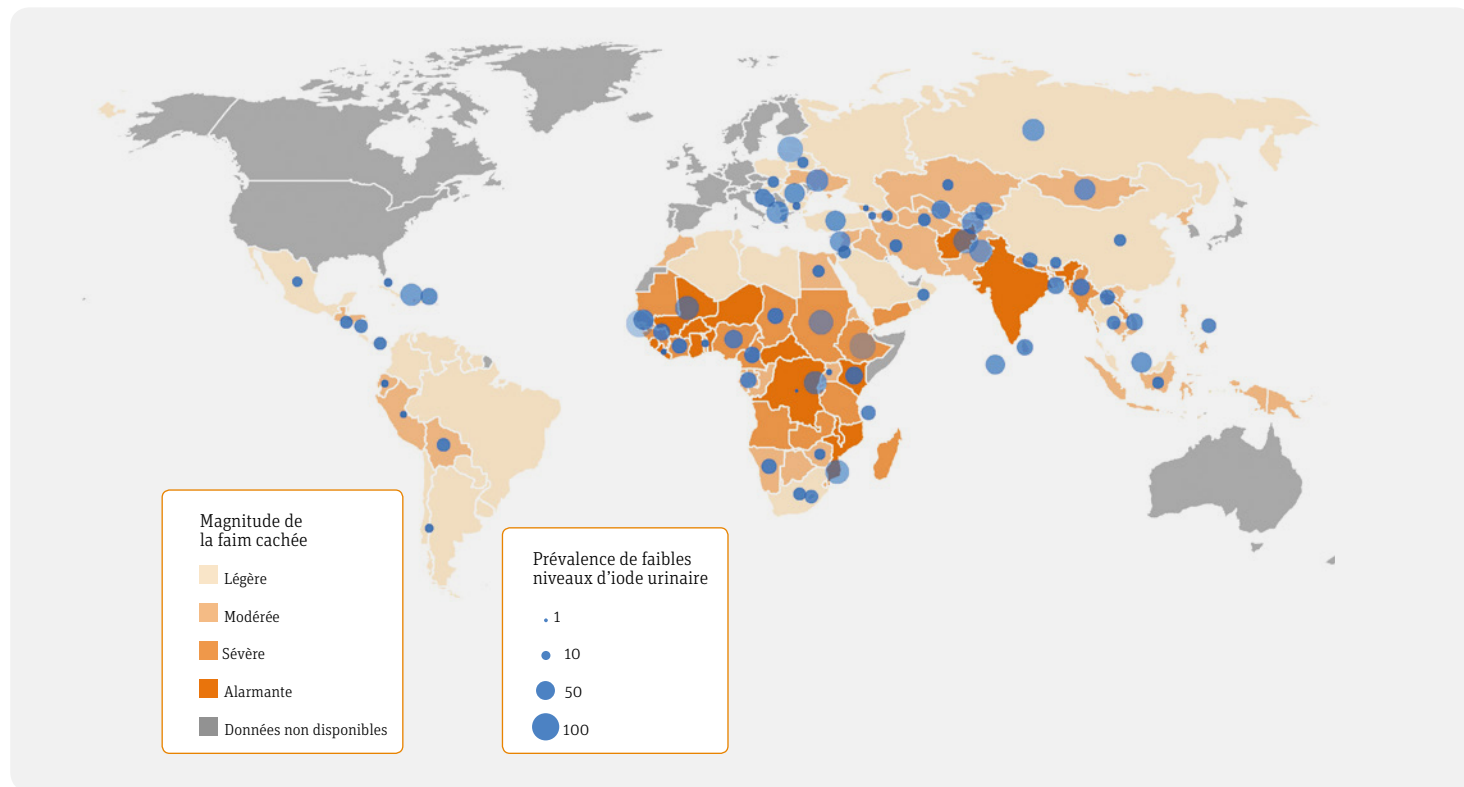 Magnitude de
la faim cachée
Légère
Modérée
Sévère
Alarmante
Données non disponibles
Prévalence de faibles
niveaux d’iode urinaire
1
10
50
100